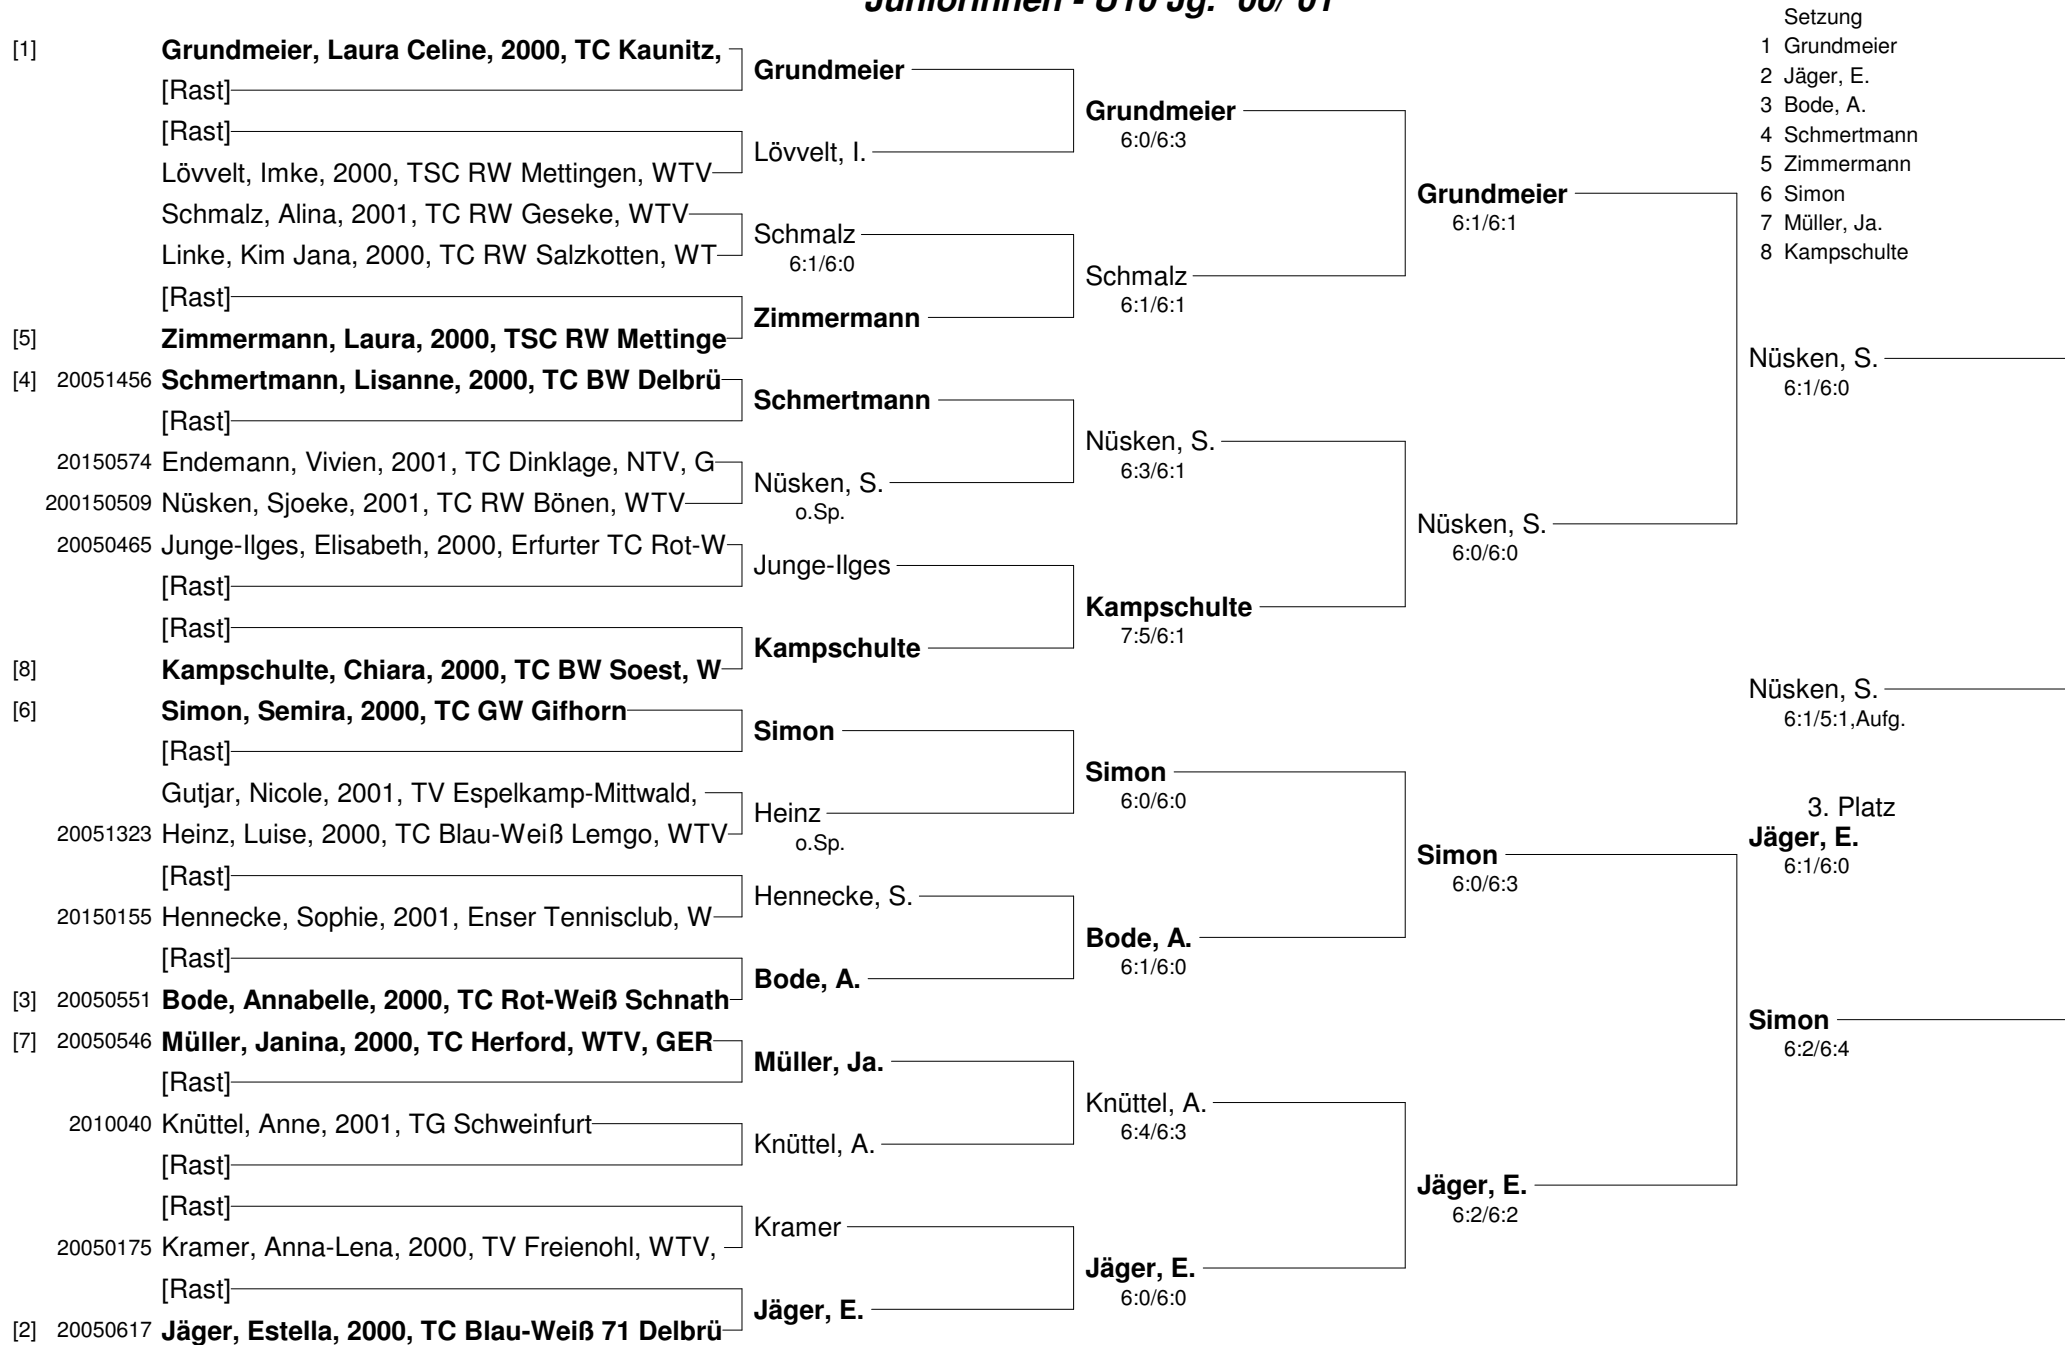 Juniorinnen - U10 Jg. '00/'01
Setzung
1 Grundmeier
2 Jäger, E.
3 Bode, A.
4 Schmertmann
5 Zimmermann
6 Simon
7 Müller, Ja.
8 Kampschulte
[1] Grundmeier, Laura Celine, 2000, TC Kaunitz,
[Rast]
[Rast]
Lövvelt, Imke, 2000, TSC RW Mettingen, WTV
Schmalz, Alina, 2001, TC RW Geseke, WTV
Linke, Kim Jana, 2000, TC RW Salzkotten, WT
[Rast]
[5] Zimmermann, Laura, 2000, TSC RW Mettinge
[4] 20051456 Schmertmann, Lisanne, 2000, TC BW Delbrü
[Rast]
20150574 Endemann, Vivien, 2001, TC Dinklage, NTV, G
200150509 Nüsken, Sjoeke, 2001, TC RW Bönen, WTV
20050465 Junge-Ilges, Elisabeth, 2000, Erfurter TC Rot-W
[Rast]
[Rast]
[8] Kampschulte, Chiara, 2000, TC BW Soest, W
[6] Simon, Semira, 2000, TC GW Gifhorn
[Rast]
Gutjar, Nicole, 2001, TV Espelkamp-Mittwald,
20051323 Heinz, Luise, 2000, TC Blau-Weiß Lemgo, WTV
[Rast]
20150155 Hennecke, Sophie, 2001, Enser Tennisclub, W
[Rast]
[3] 20050551 Bode, Annabelle, 2000, TC Rot-Weiß Schnath
[7] 20050546 Müller, Janina, 2000, TC Herford, WTV, GER
[Rast]
2010040 Knüttel, Anne, 2001, TG Schweinfurt
[Rast]
[Rast]
20050175 Kramer, Anna-Lena, 2000, TV Freienohl, WTV,
[Rast]
[2] 20050617 Jäger, Estella, 2000, TC Blau-Weiß 71 Delbrü
Grundmeier
Lövvelt, I.
Schmalz
6:1/6:0
Zimmermann
Schmertmann
Nüsken, S.
o.Sp.
Junge-Ilges
Kampschulte
Simon
Heinz
o.Sp.
Hennecke, S.
Bode, A.
Müller, Ja.
Knüttel, A.
Kramer
Jäger, E.
Grundmeier
6:0/6:3
Schmalz
6:1/6:1
Nüsken, S.
6:3/6:1
Kampschulte
7:5/6:1
Simon
6:0/6:0
Bode, A.
6:1/6:0
Knüttel, A.
6:4/6:3
Jäger, E.
6:0/6:0
Grundmeier
6:1/6:1
Nüsken, S.
6:0/6:0
Simon
6:0/6:3
Jäger, E.
6:2/6:2
Nüsken, S.
6:1/6:0
Nüsken, S.
6:1/5:1,Aufg.
3. Platz
Jäger, E.
6:1/6:0
Simon
6:2/6:4